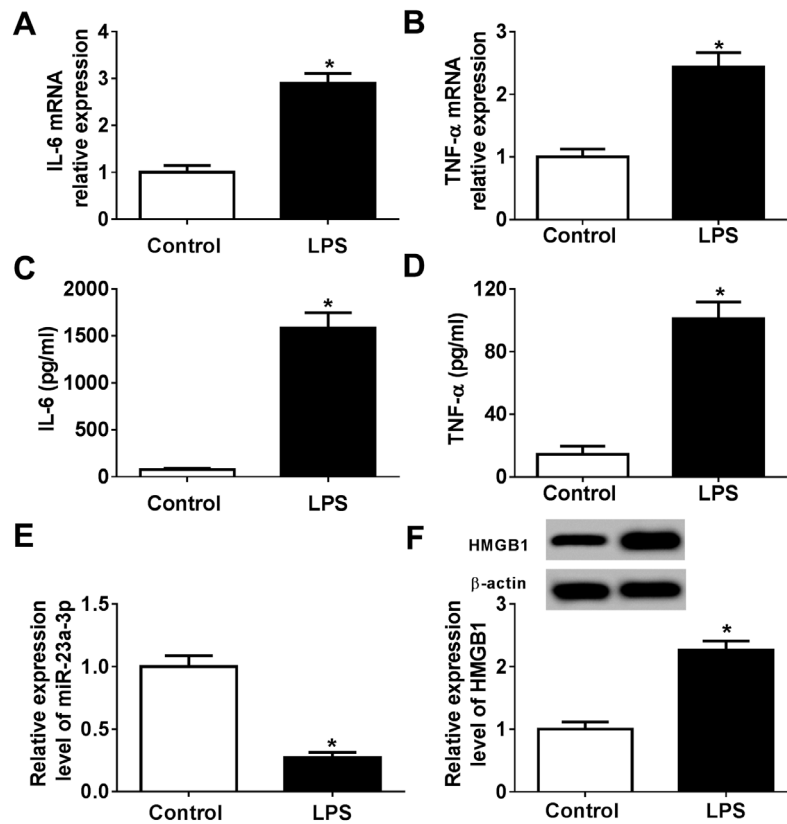 A
IL-6 mRNA
relative expression
4
3
2
1
0
*
Control
LPS
B
TNF-α mRNA
relative expression
3
2
1
0
*
Control
LPS
C
IL-6 (pg/ml)
2000
1500
1000
500
0
*
Control
LPS
D
TNF-α (pg/ml)
120
80
40
0
*
Control
LPS
E
Relative expression
level of miR-23a-3p
1.5
1.0
0.5
0.0
*
Control
LPS
F
HMGB1
β-actin
Relative expression
level of HMGB1
3
2
1
0
*
Control
LPS